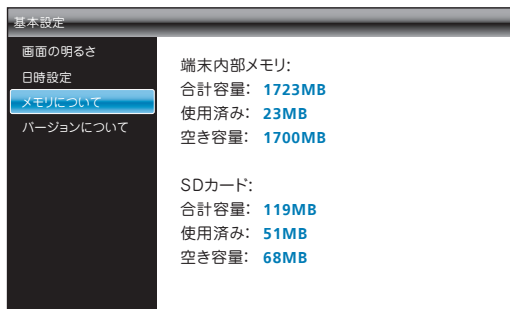 基本設定
画面の明るさ
日時設定
メモリについて
バージョンについて
端末内部メモリ:
合計容量: 1723MB
使用済み: 23MB
空き容量: 1700MB
SDカード:
合計容量: 119MB
使用済み: 51MB
空き容量: 68MB